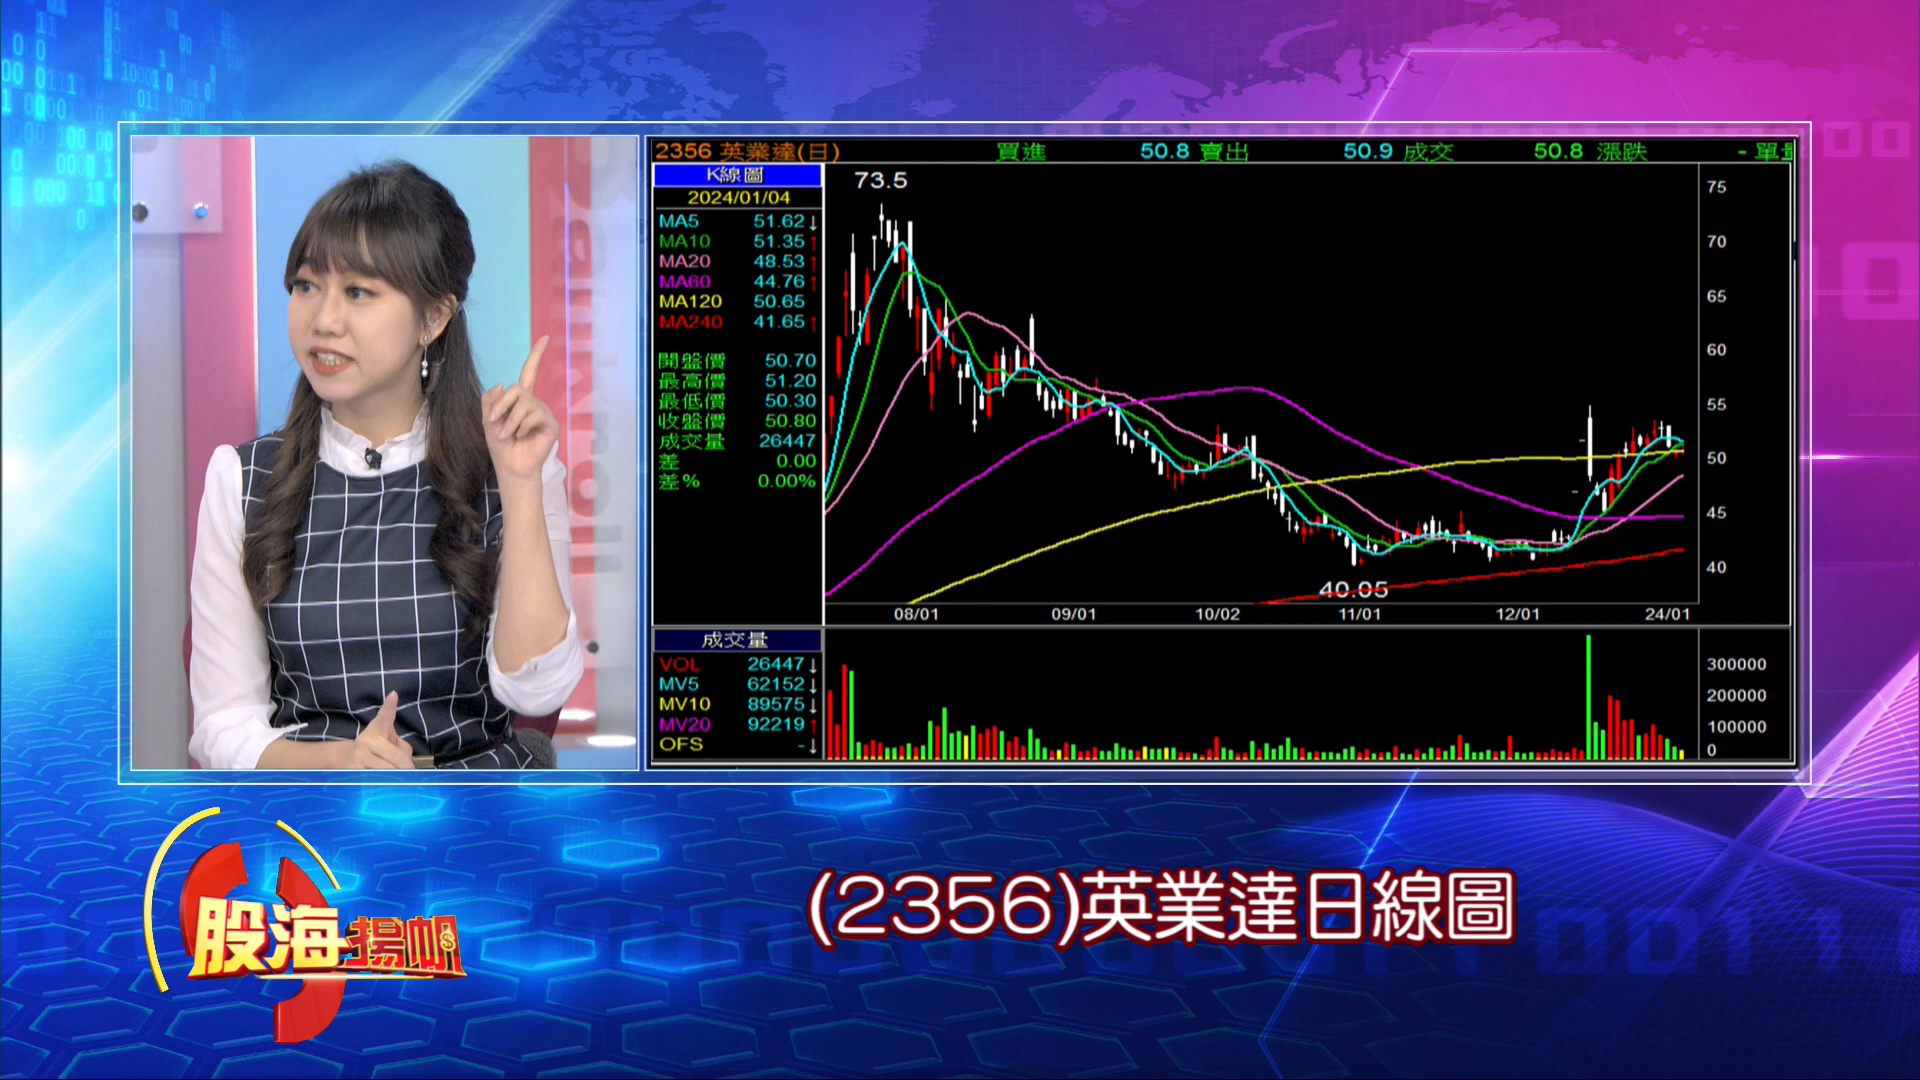 2356 英業達(日) 買進 50.8 賣出 50.9 成交 50.8 漲跌 - 單量
K線圖
2024/01/04
MA5 51.62↓
MA10 51.35↑
MA20 48.53↑
MA60 44.76↑
MA120 50.65
MA240 41.65↑
開盤價 50.70
最高價 51.20
最低價 50.30
收盤價 50.80
成交量 26447
差 0.00
差% 0.00%
73.5
40.05
75
70
65
60
55
50
45
40
08/01 09/01 10/02 11/01 12/01 24/01
成交量
VOL 26447↓
MV5 62152↓
MV10 89575↓
MV20 92219↑
OFS -↓
300000
200000
100000
0
股海揚帆
(2356)英業達日線圖